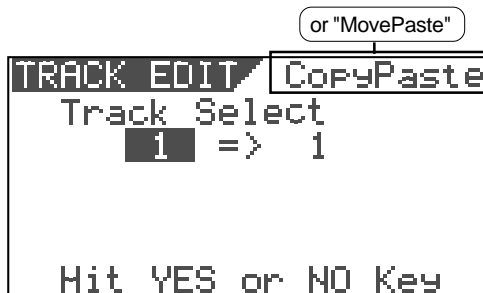 or "MovePaste"
TRACK EDIT CopyPaste
Track Select
1 => 1
Hit YES or NO Key